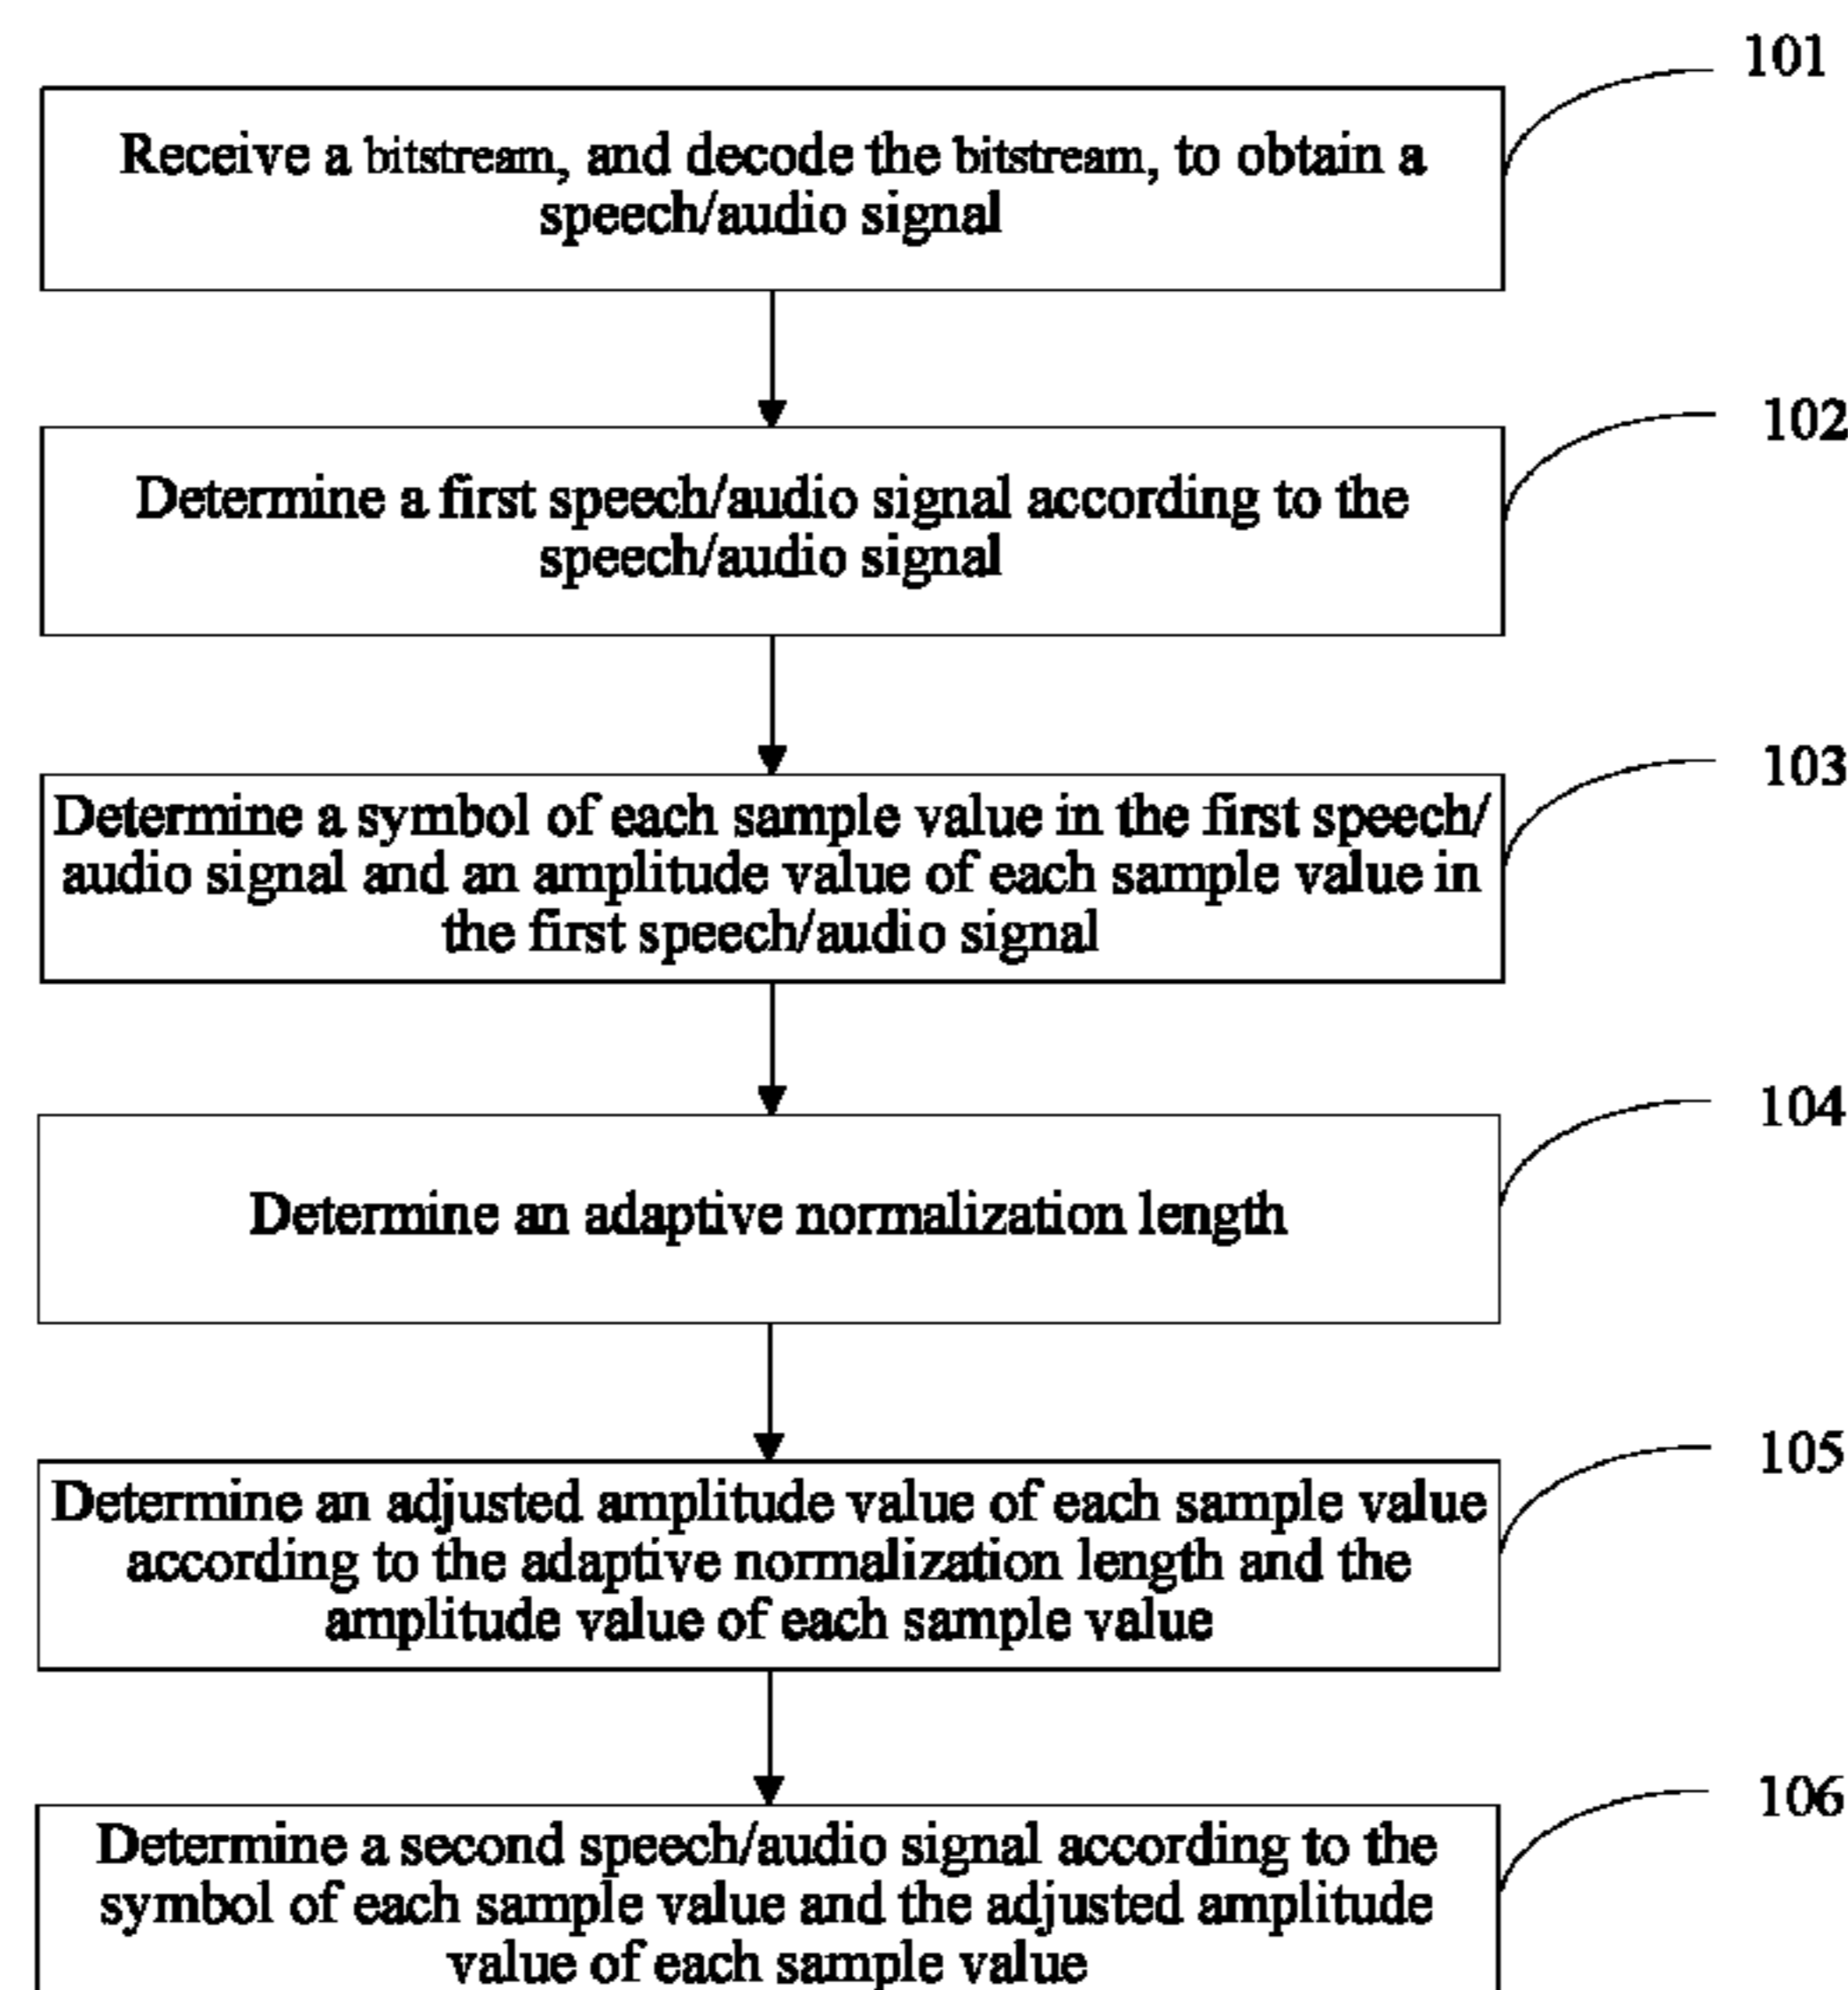 101
Receive a bitstream, and decode the bitstream, to obtain a
speech/audio signal
102
Determine a first speech/audio signal according to the
speech/audio signal
103
Determine a symbol of each sample value in the first speech/
audio signal and an amplitude value of each sample value in
the first speech/audio signal
104
Determine an adaptive normalization length
105
Determine an adjusted amplitude value of each sample value
according to the adaptive normalization length and the
amplitude value of each sample value
106
Determine a second speech/audio signal according to the
symbol of each sample value and the adjusted amplitude
value of each sample value